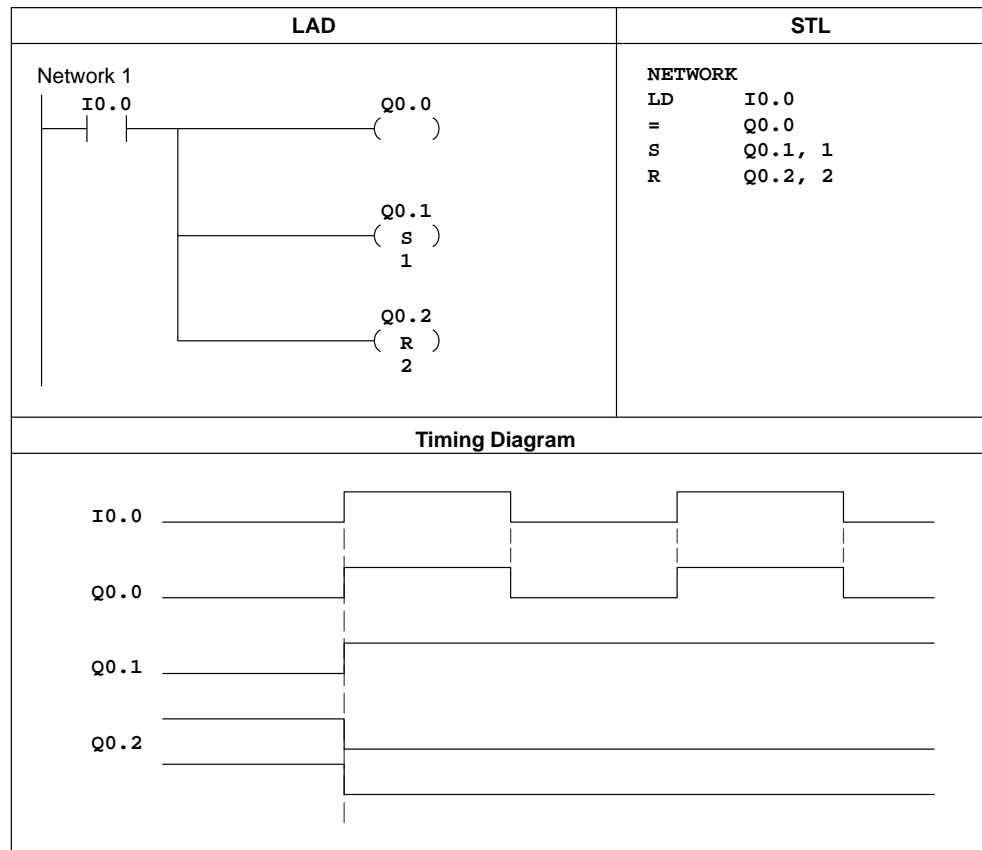 LAD
STL
Network 1
I0.0
Q0.0
Q0.1
S
1
Q0.2
R
2
NETWORK
LD I0.0
= Q0.0
S Q0.1, 1
R Q0.2, 2
Timing Diagram
I0.0
Q0.0
Q0.1
Q0.2